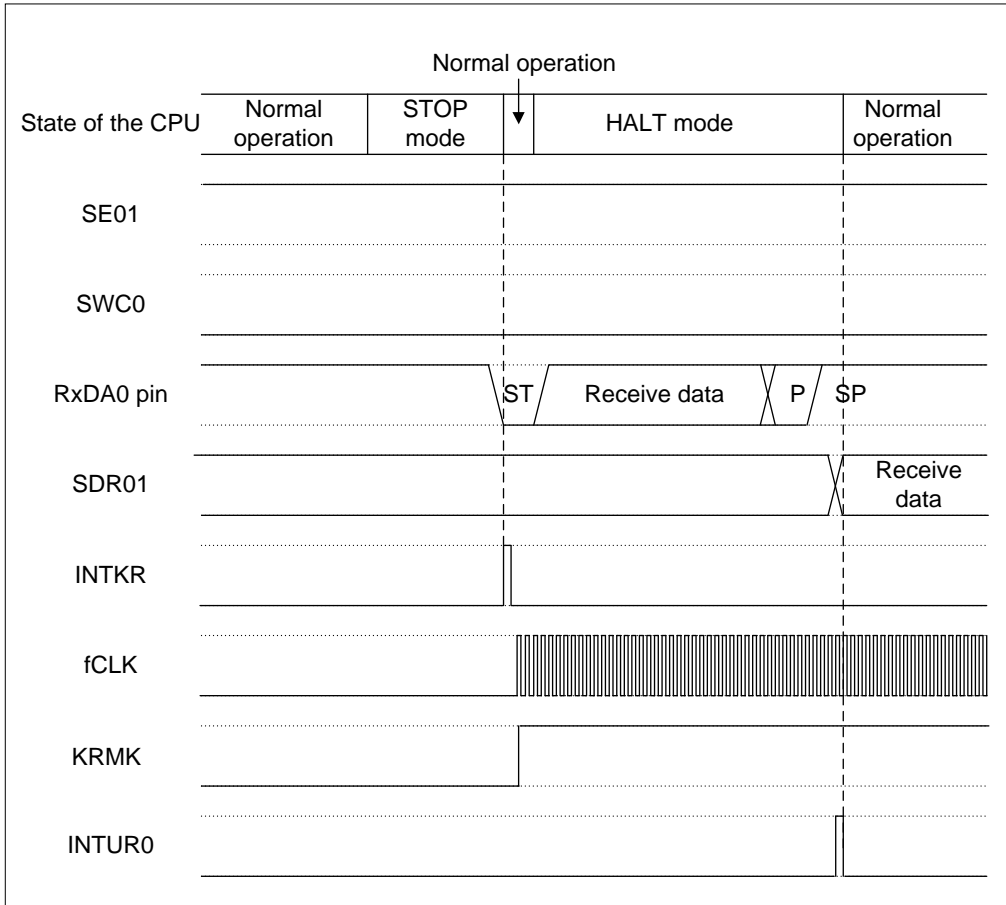 Normal operation
State of the CPU
Normal
operation
STOP
mode
HALT mode
Normal
operation
SE01
SWC0
RxDA0 pin
ST
Receive data
P
SP
SDR01
Receive
data
INTKR
fCLK
KRMK
INTUR0